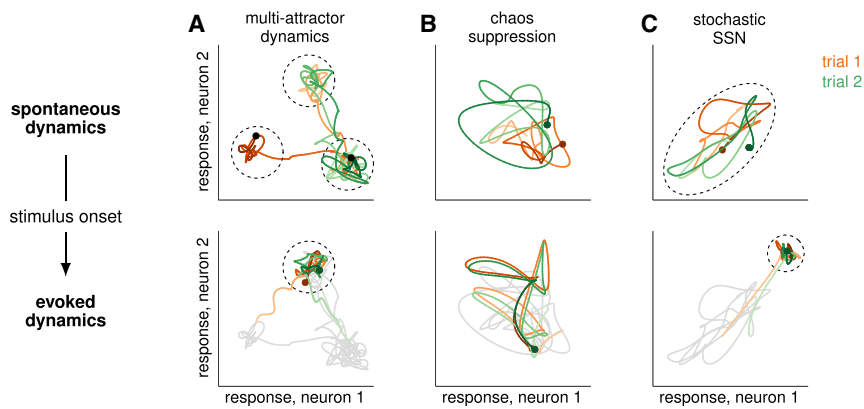 A
multi-attractor
dynamics
B
chaos
suppression
C
stochastic
SSN
trial 1
trial 2
spontaneous
dynamics
response, neuron 2
stimulus onset
evoked
dynamics
response, neuron 2
response, neuron 1
response, neuron 1
response, neuron 1